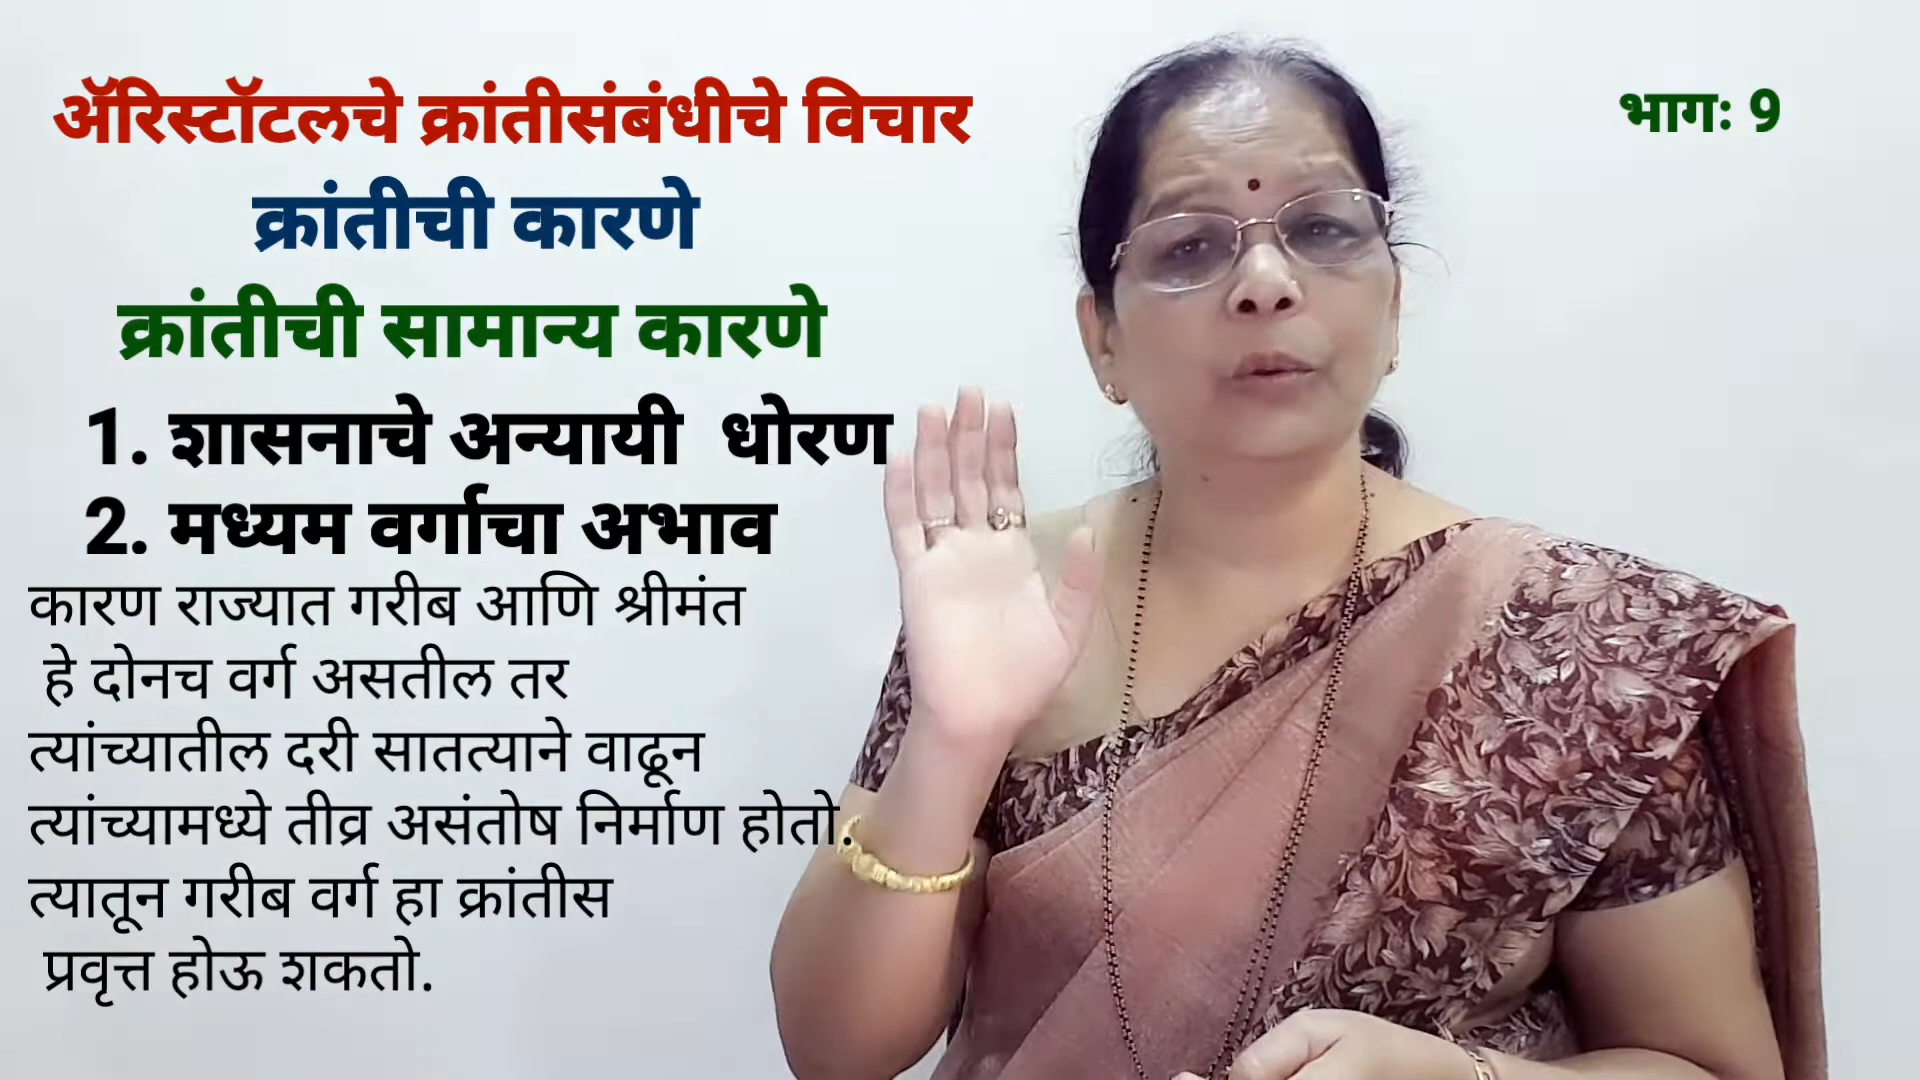 ॲरिस्टॉटलचे क्रांतीसंबंधीचे विचार
भागः 9
क्रांतीची कारणे
क्रांतीची सामान्य कारणे
1. शासनाचे अन्यायी धोरण
2. मध्यम वर्गाचा अभाव
कारण राज्यात गरीब आणि श्रीमंत
हे दोनच वर्ग असतील तर
त्यांच्यातील दरी सातत्याने वाढून
त्यांच्यामध्ये तीव्र असंतोष निर्माण होतो.
त्यातून गरीब वर्ग हा क्रांतीस
प्रवृत्त होऊ शकतो.